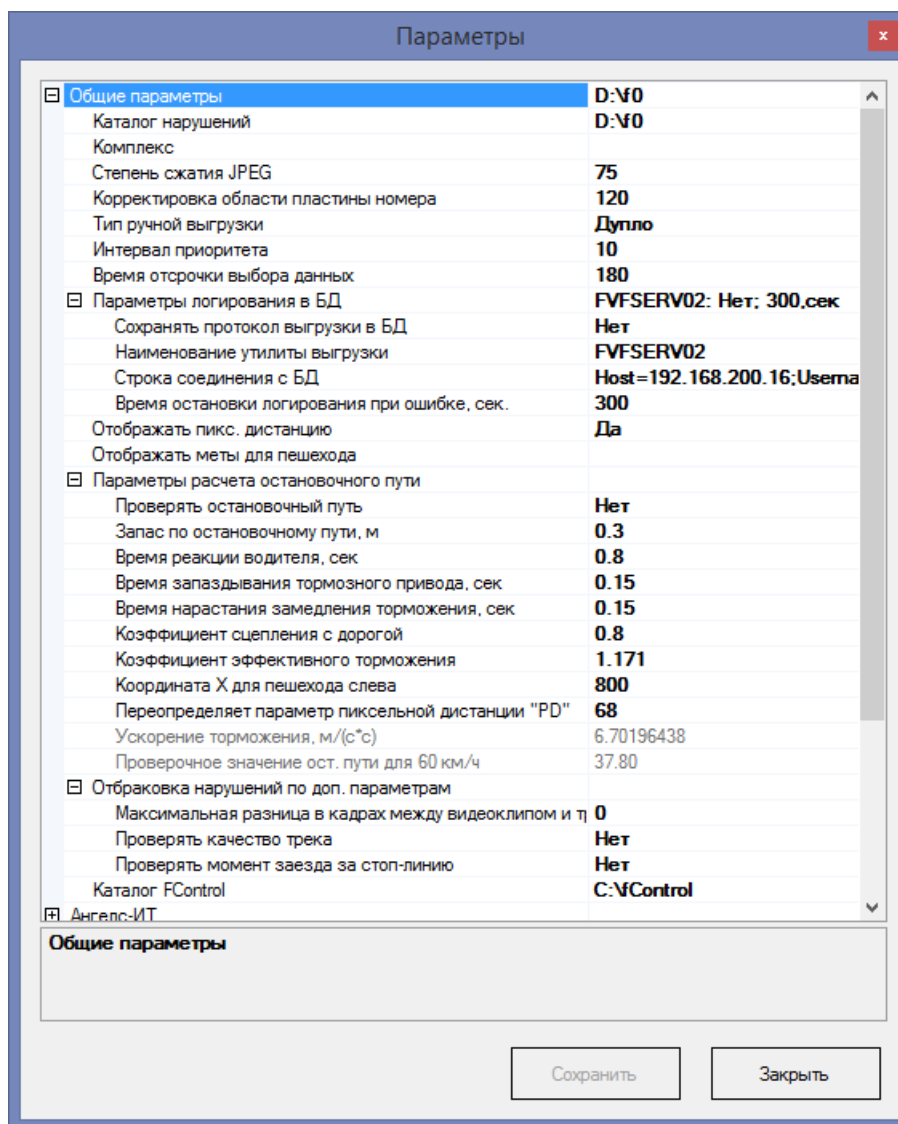 Параметры
x
Общие параметры D:\f0
Каталог нарушений D:\f0
Комплекс
Степень сжатия JPEG 75
Корректировка области пластины номера 120
Тип ручной выгрузки Дупло
Интервал приоритета 10
Время отсрочки выбора данных 180
Параметры логирования в БД FVFSERV02: Нет; 300,сек
Сохранять протокол выгрузки в БД Нет
Наименование утилиты выгрузки FVFSERV02
Строка соединения с БД Host=192.168.200.16;Userna
Время остановки логирования при ошибке, сек. 300
Отображать пикс. дистанцию Да
Отображать меты для пешехода
Параметры расчета остановочного пути
Проверять остановочный путь Нет
Запас по остановочному пути, м 0.3
Время реакции водителя, сек 0.8
Время запаздывания тормозного привода, сек 0.15
Время нарастания замедления торможения, сек 0.15
Коэффициент сцепления с дорогой 0.8
Коэффициент эффективного торможения 1.171
Координата X для пешехода слева 800
Переопределяет параметр пиксельной дистанции "PD" 68
Ускорение торможения, м/(с*с) 6.70196438
Проверочное значение ост. пути для 60 км/ч 37.80
Отбраковка нарушений по доп. параметрам
Максимальная разница в кадрах между видеоклипом и т 0
Проверять качество трека Нет
Проверять момент заезда за стоп-линию Нет
Каталог FControl C:\fControl
Ангелс-ИТ
Общие параметры
Сохранить Закрыть